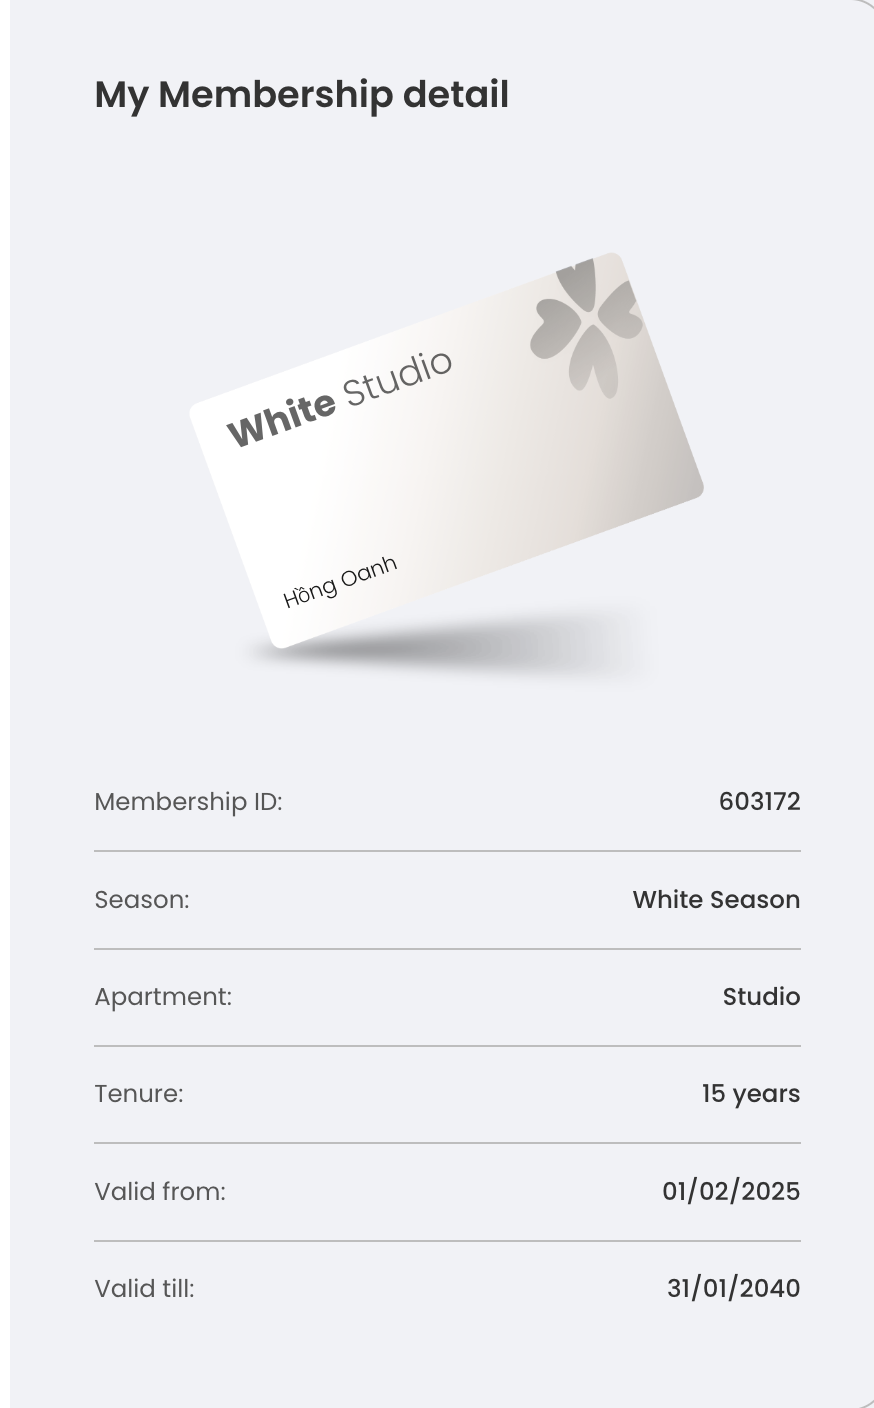 My Membership detail
White Studio
Hồng Oanh
Membership ID: 603172
Season: White Season
Apartment: Studio
Tenure: 15 years
Valid from: 01/02/2025
Valid till: 31/01/2040